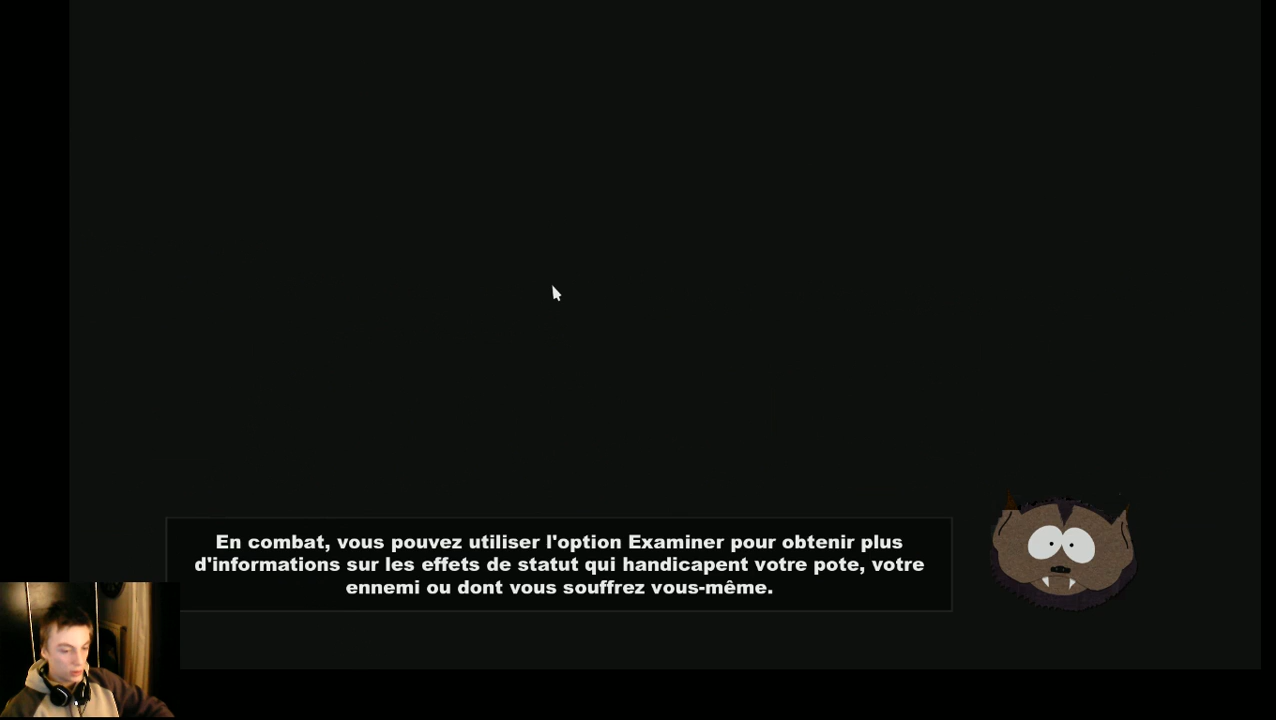 En combat, vous pouvez utiliser l'option Examiner pour obtenir plus
d'informations sur les effets de statut qui handicapent votre pote, votre
ennemi ou dont vous souffrez vous-même.